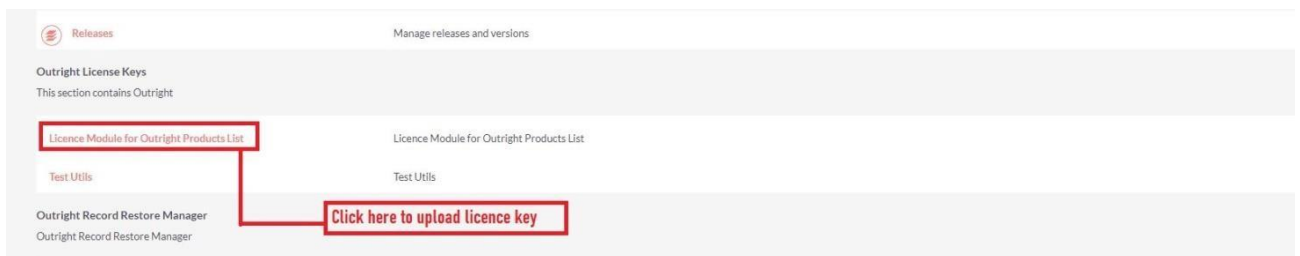 Releases Manage releases and versions
Outright License Keys
This section contains Outright
Licence Module for Outright Products List Licence Module for Outright Products List
Test Utils Test Utils
Outright Record Restore Manager
Click here to upload licence key
Outright Record Restore Manager